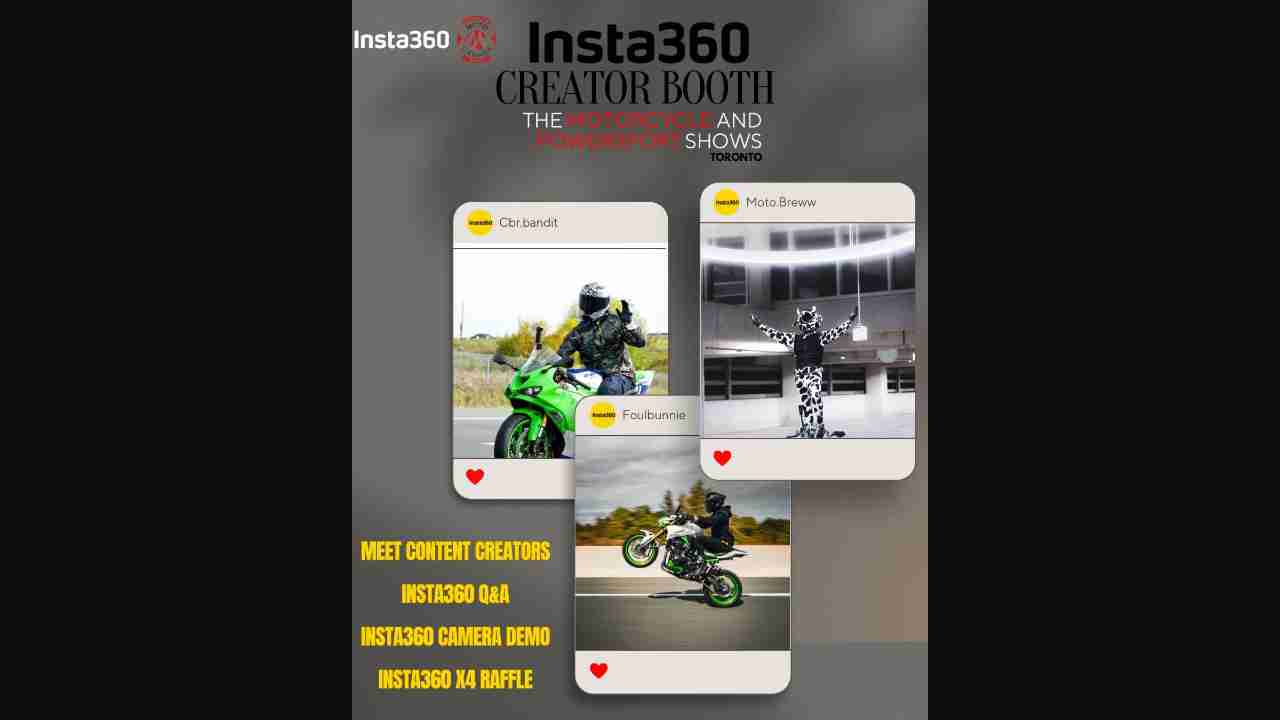 Insta360
Insta360
CREATOR BOOTH
THE MOTORCYCLE AND
POWERSPORT SHOWS
TORONTO
Insta360 Cbr.bandit
Insta360 Moto.Breww
Insta360 Foulbunnie
MEET CONTENT CREATORS
INSTA360 Q&A
INSTA360 CAMERA DEMO
INSTA360 X4 RAFFLE